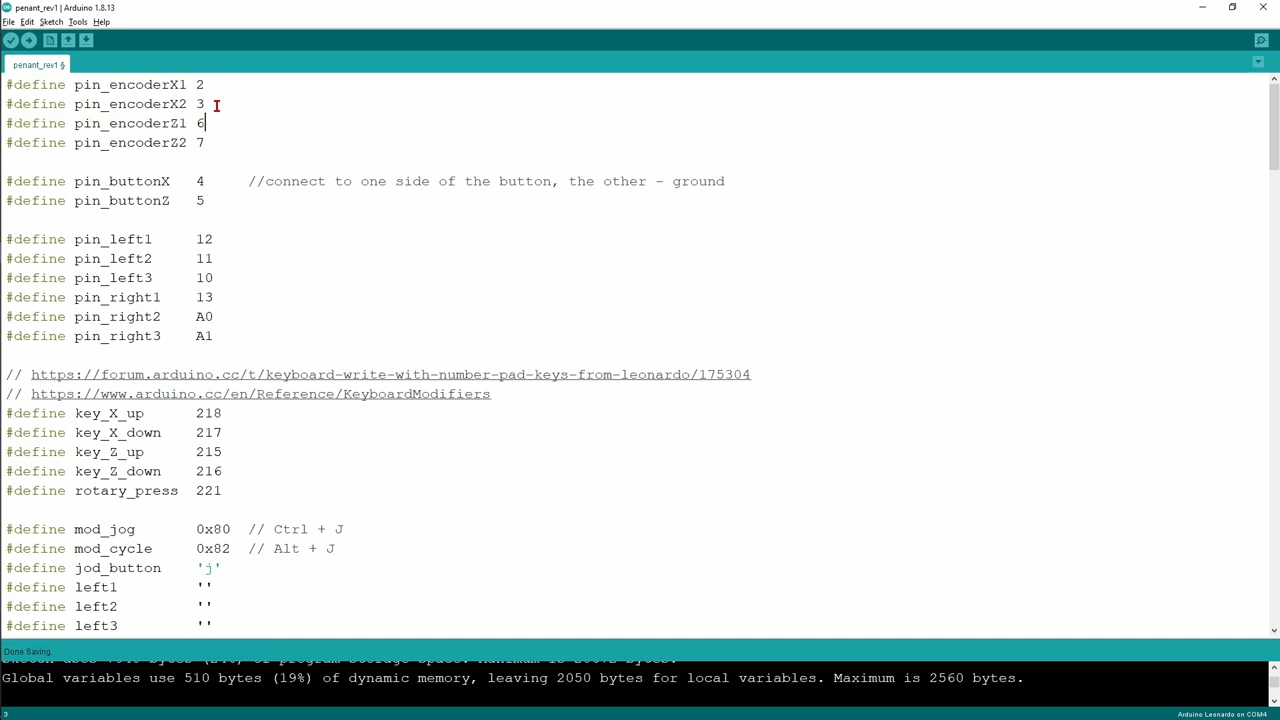 penant_rev1 | Arduino 1.8.13
File Edit Sketch Tools Help
penant_rev1 §
#define pin_encoderX1 2
#define pin_encoderX2 3
#define pin_encoderZ1 6
#define pin_encoderZ2 7
#define pin_buttonX 4 //connect to one side of the button, the other - ground
#define pin_buttonZ 5
#define pin_left1 12
#define pin_left2 11
#define pin_left3 10
#define pin_right1 13
#define pin_right2 A0
#define pin_right3 A1
// https://forum.arduino.cc/t/keyboard-write-with-number-pad-keys-from-leonardo/175304
// https://www.arduino.cc/en/Reference/KeyboardModifiers
#define key_X_up 218
#define key_X_down 217
#define key_Z_up 215
#define key_Z_down 216
#define rotary_press 221
#define mod_jog 0x80 // Ctrl + J
#define mod_cycle 0x82 // Alt + J
#define jod_button 'j'
#define left1 ''
#define left2 ''
#define left3 ''
Done Saving.
Global variables use 510 bytes (19%) of dynamic memory, leaving 2050 bytes for local variables. Maximum is 2560 bytes.
3 Arduino Leonardo on COM4